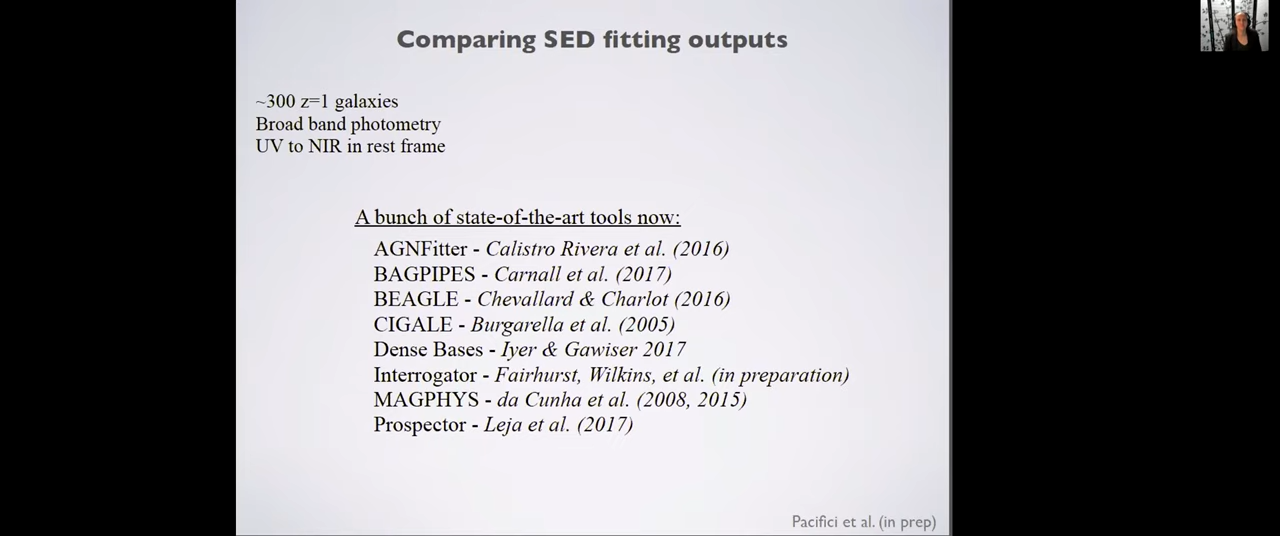 Comparing SED fitting outputs
~300 z=1 galaxies
Broad band photometry
UV to NIR in rest frame
A bunch of state-of-the-art tools now:
AGNFitter - Calistro Rivera et al. (2016)
BAGPIPES - Carnall et al. (2017)
BEAGLE - Chevallard & Charlot (2016)
CIGALE - Burgarella et al. (2005)
Dense Bases - Iyer & Gawiser 2017
Interrogator - Fairhurst, Wilkins, et al. (in preparation)
MAGPHYS - da Cunha et al. (2008, 2015)
Prospector - Leja et al. (2017)
Pacifici et al. (in prep)